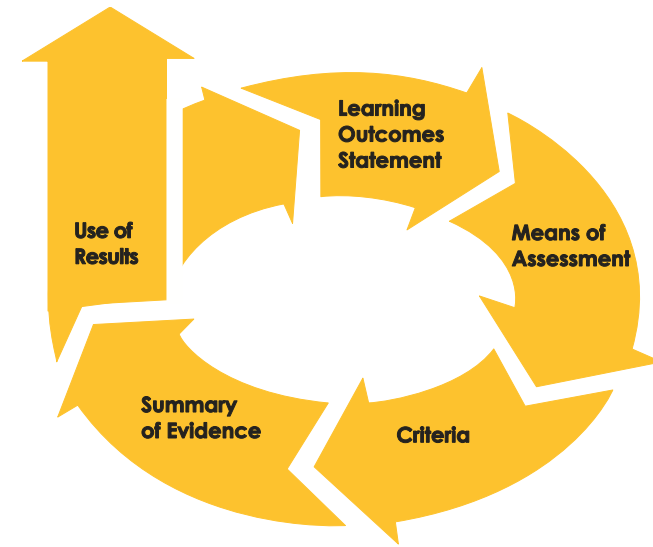 Learning
Outcomes
Statement
Means of
Assessment
Criteria
Summary
of Evidence
Use of
Results